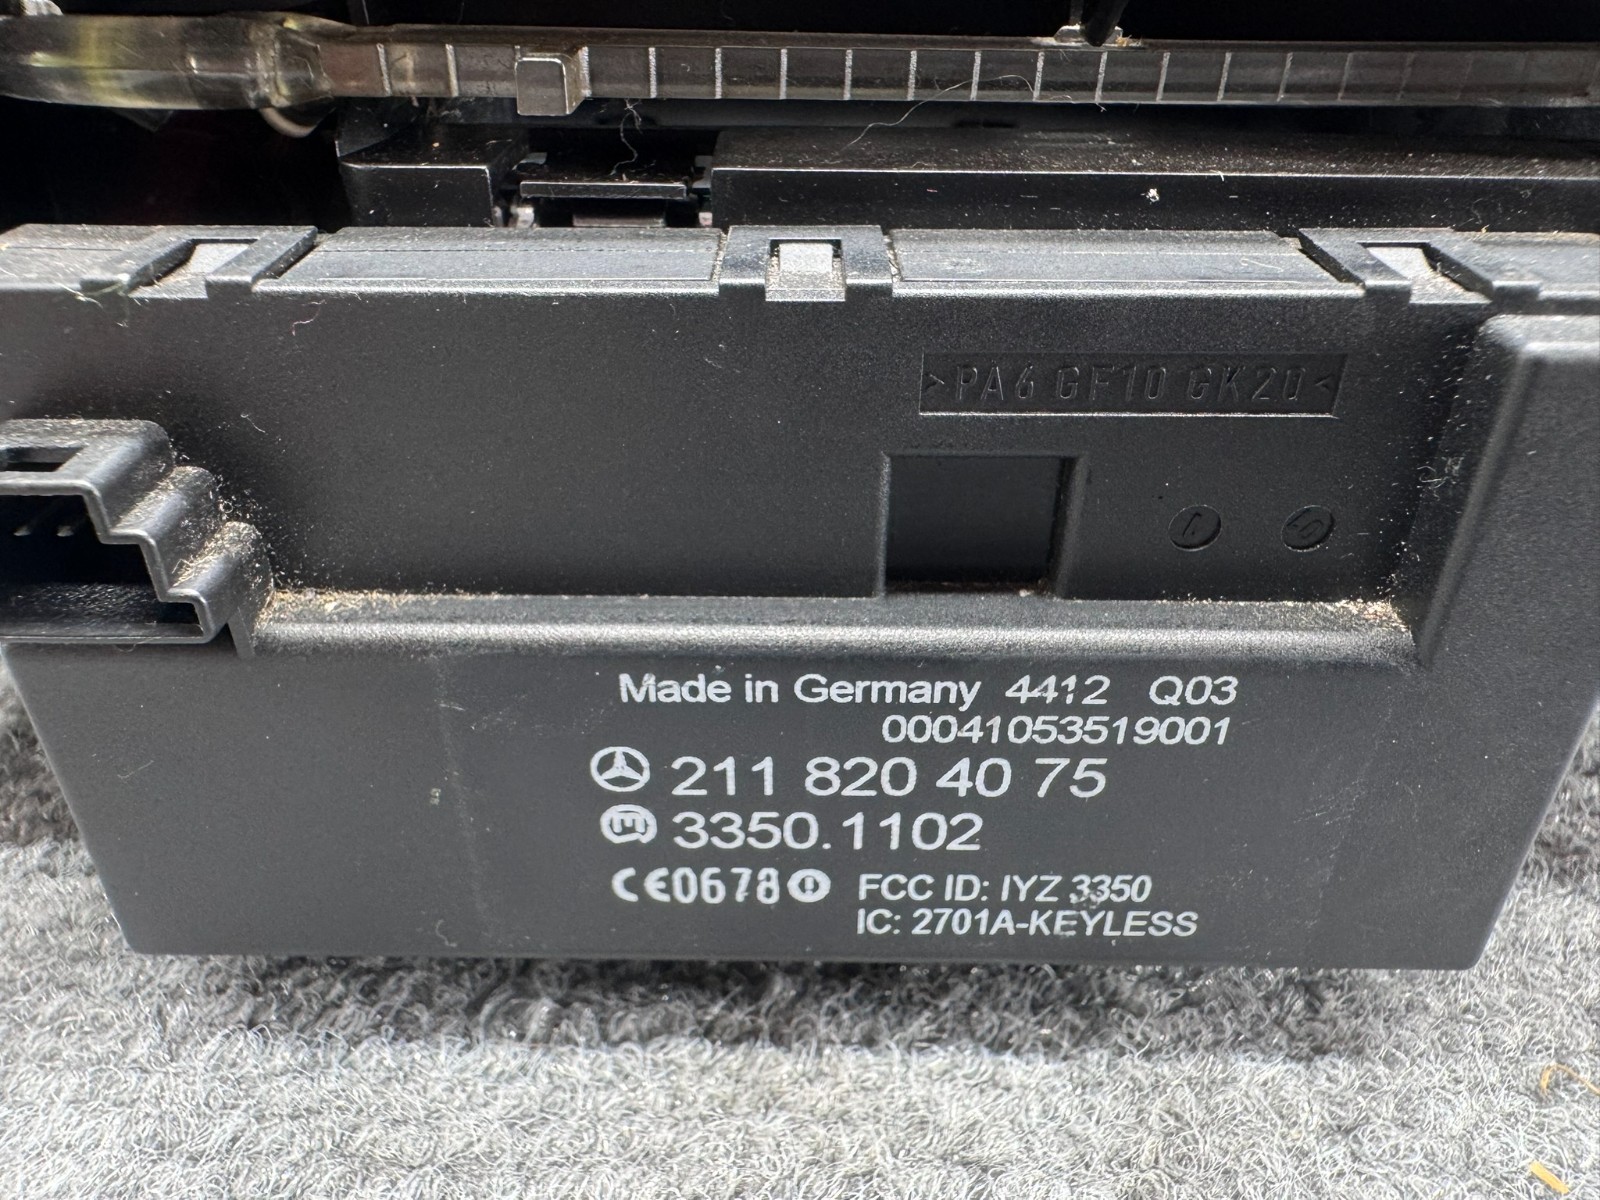 >PA6 GF10 GK20<
Made in Germany 4412 Q03
00041053519001
211 820 40 75
3350.1102
CE0678
FCC ID: IYZ 3350
IC: 2701A-KEYLESS